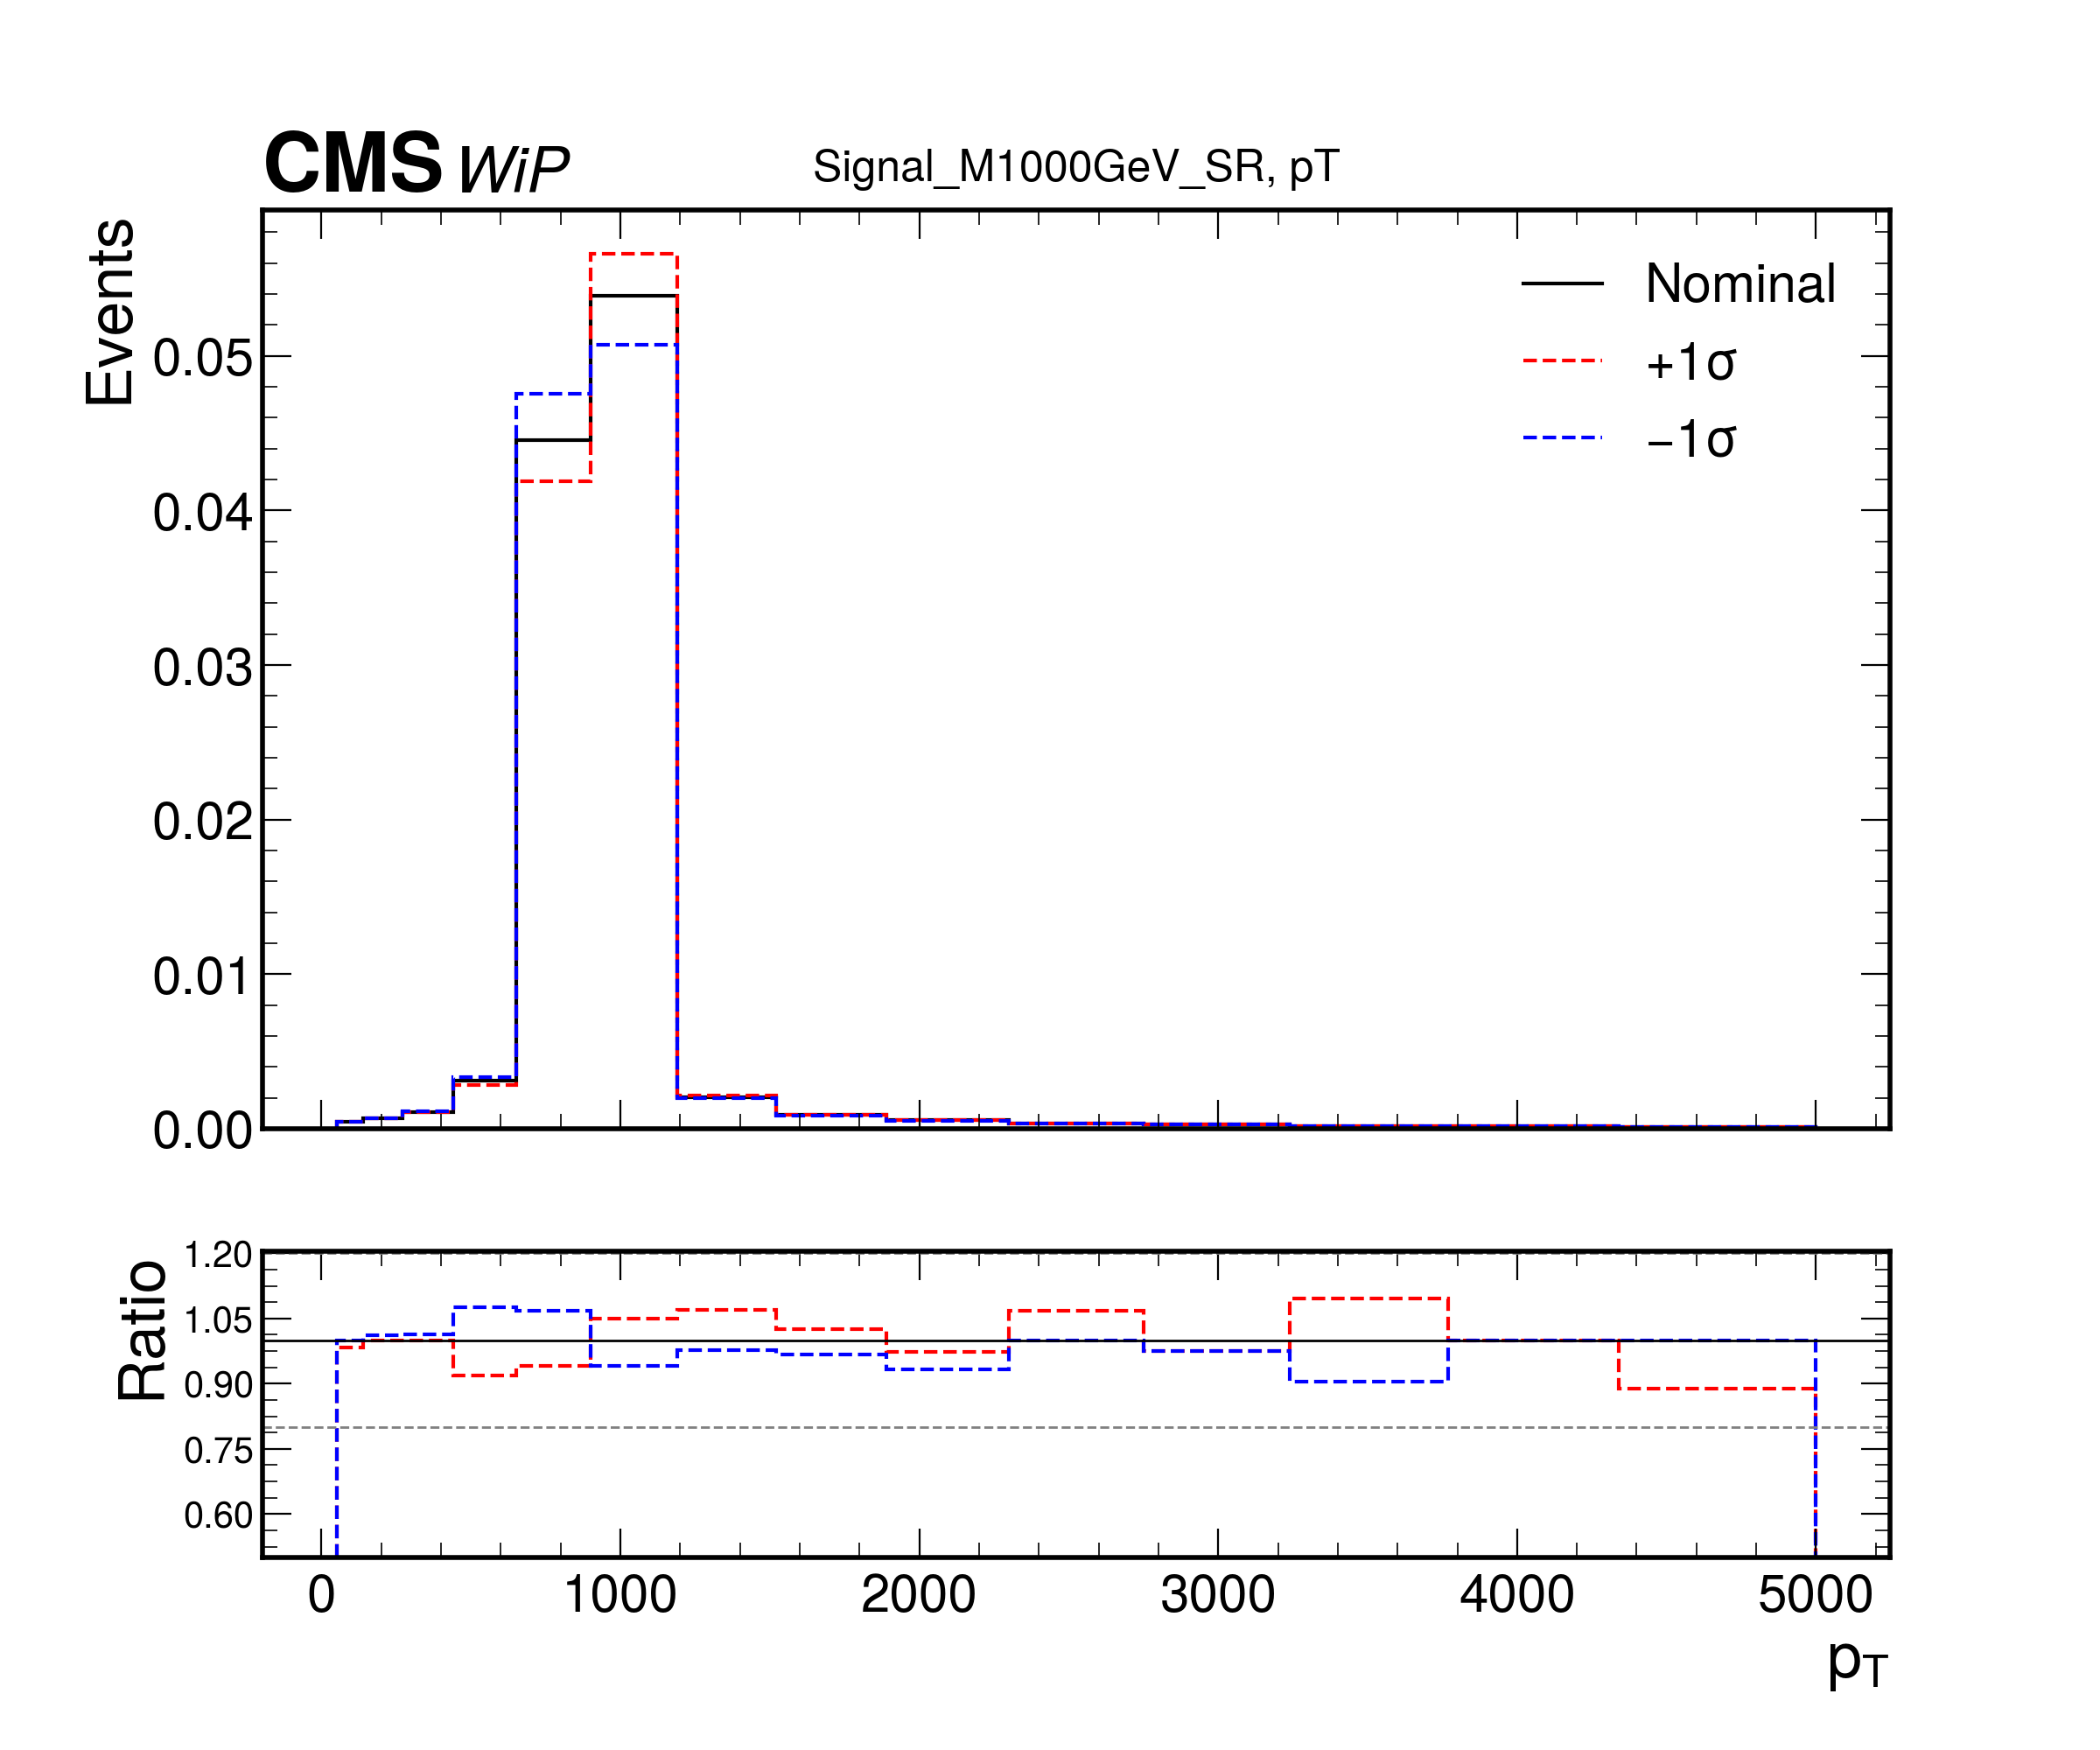 CMS WiP
Signal_M1000GeV_SR, pT
Events
0.05
0.04
0.03
0.02
0.01
0.00
Nominal
+1σ
−1σ
Ratio
1.20
1.05
0.90
0.75
0.60
0 1000 2000 3000 4000 5000
pT